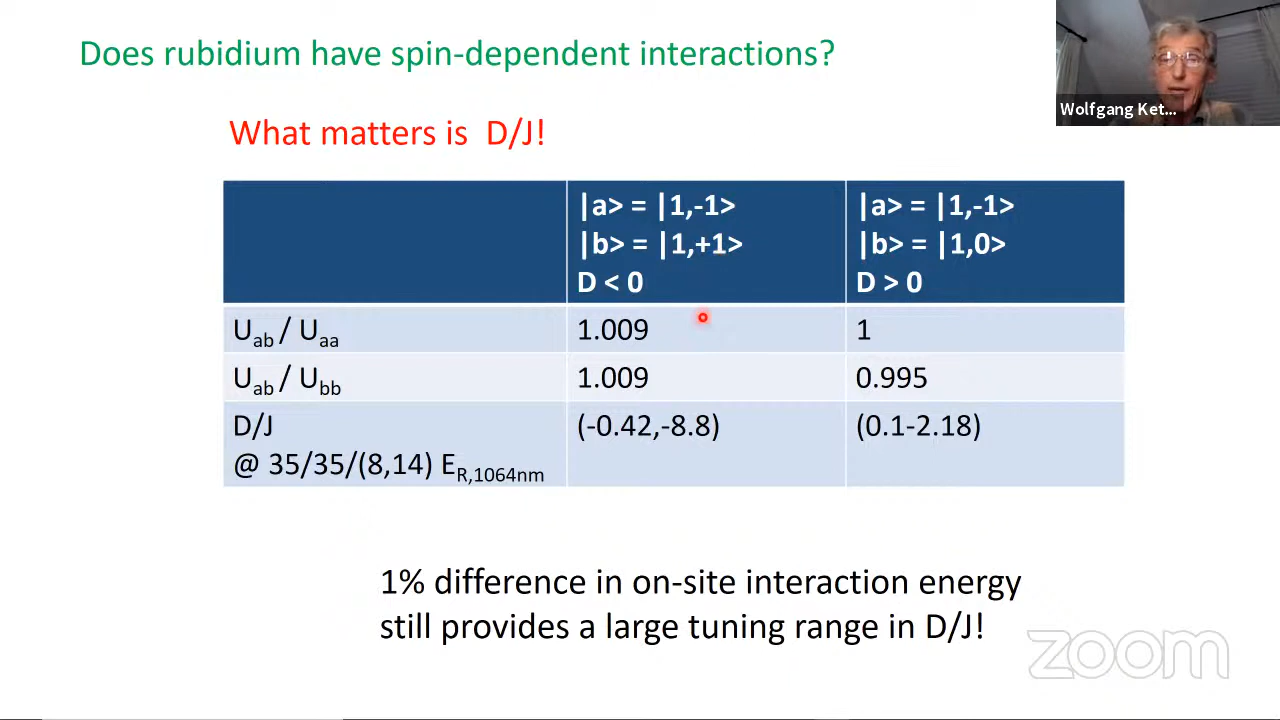 Does rubidium have spin-dependent interactions?
Wolfgang Ket...
What matters is D/J!
|a> = |1,-1>
|b> = |1,+1>
D < 0
|a> = |1,-1>
|b> = |1,0>
D > 0
Uab / Uaa
1.009
1
Uab / Ubb
1.009
0.995
D/J
@ 35/35/(8,14) ER,1064nm
(-0.42,-8.8)
(0.1-2.18)
1% difference in on-site interaction energy
still provides a large tuning range in D/J!
zoom